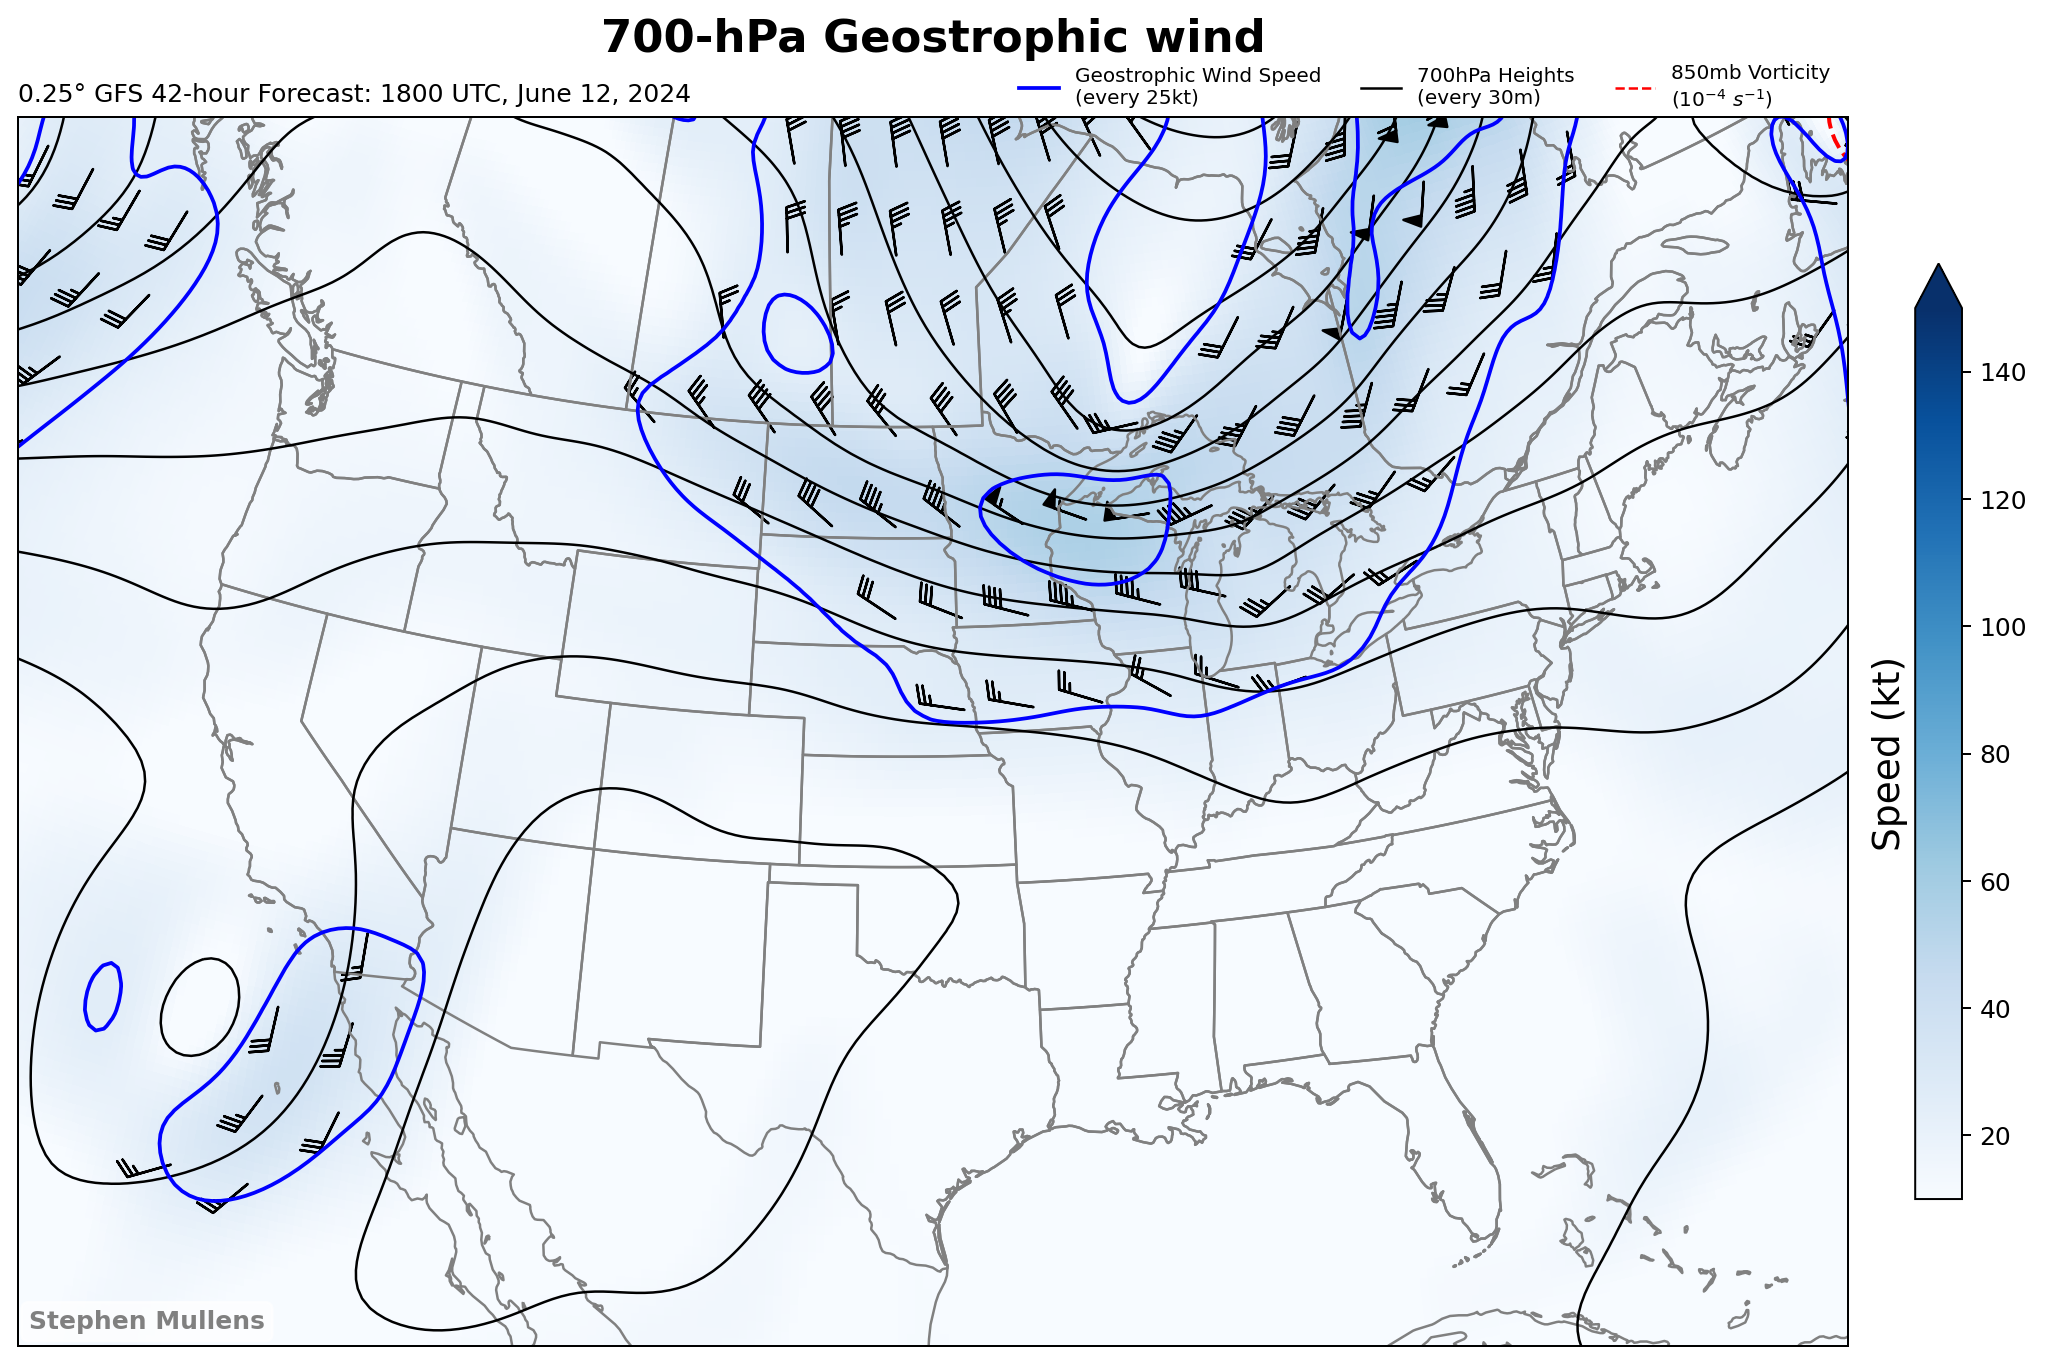 700-hPa Geostrophic wind
0.25° GFS 42-hour Forecast: 1800 UTC, June 12, 2024
Geostrophic Wind Speed
(every 25kt)
700hPa Heights
(every 30m)
850mb Vorticity
(10⁻⁴ s⁻¹)
140
120
100
80
60
40
20
Speed (kt)
Stephen Mullens